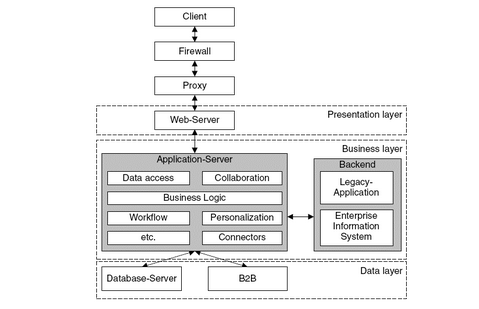 Client
Firewall
Proxy
Presentation layer
Web-Server
Business layer
Application-Server
Backend
Data access
Collaboration
Legacy-
Application
Business Logic
Workflow
Personalization
Enterprise
Information
System
etc.
Connectors
Data layer
Database-Server
B2B